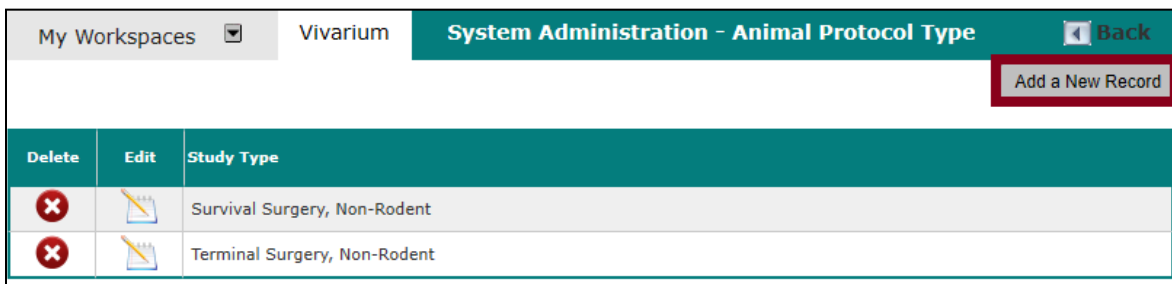 My Workspaces Vivarium System Administration - Animal Protocol Type Back
Add a New Record
Delete Edit Study Type
Survival Surgery, Non-Rodent
Terminal Surgery, Non-Rodent